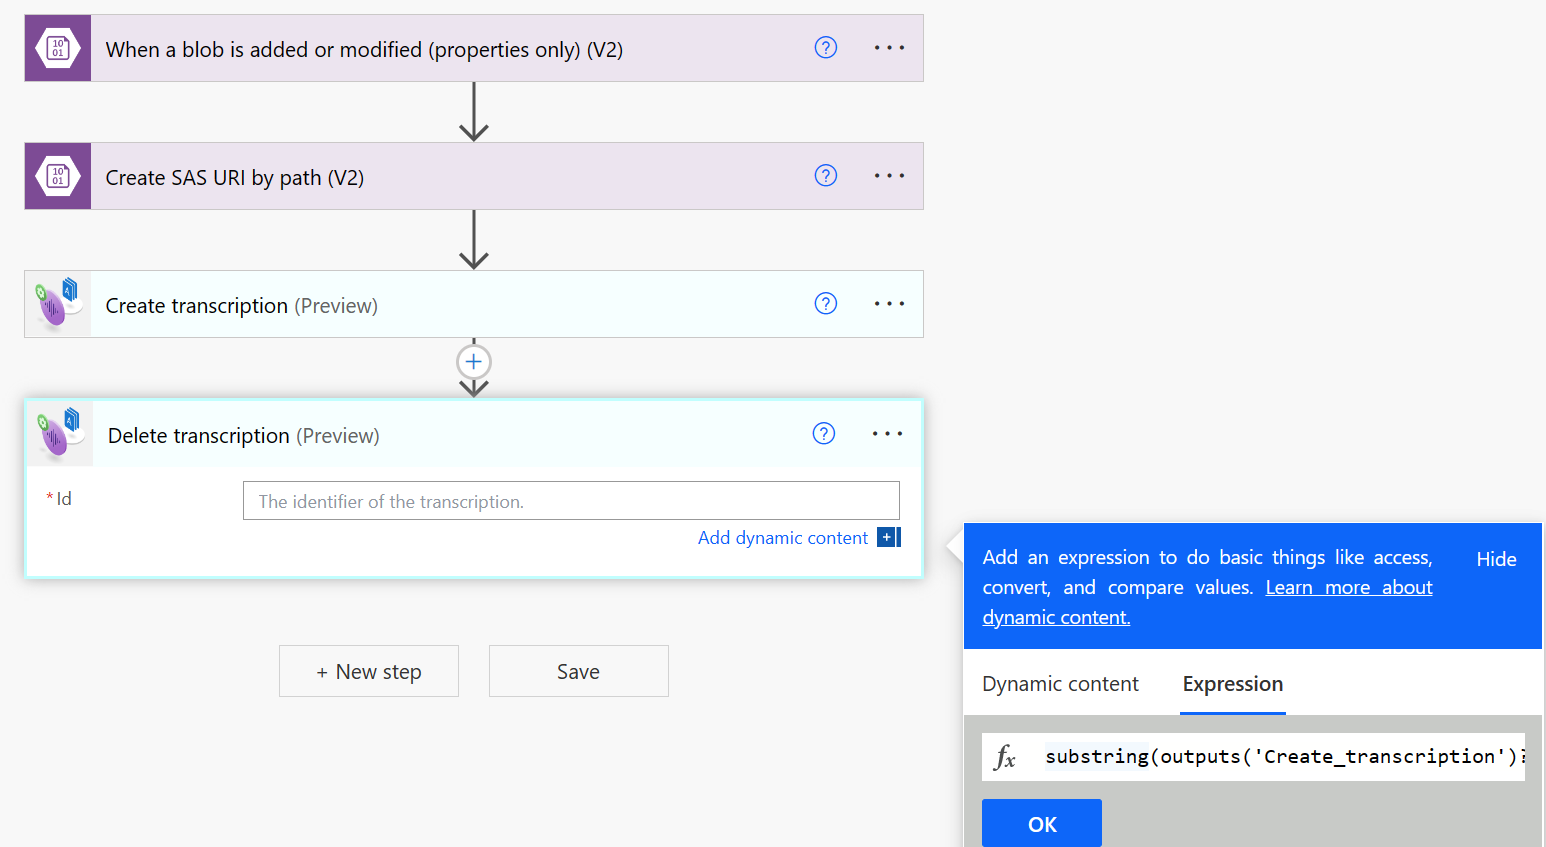 When a blob is added or modified (properties only) (V2)
Create SAS URI by path (V2)
Create transcription (Preview)
Delete transcription (Preview)
* Id
The identifier of the transcription.
Add dynamic content
+ New step
Save
Add an expression to do basic things like access,
convert, and compare values. Learn more about
dynamic content.
Hide
Dynamic content
Expression
fx
substring(outputs('Create_transcription')?
OK